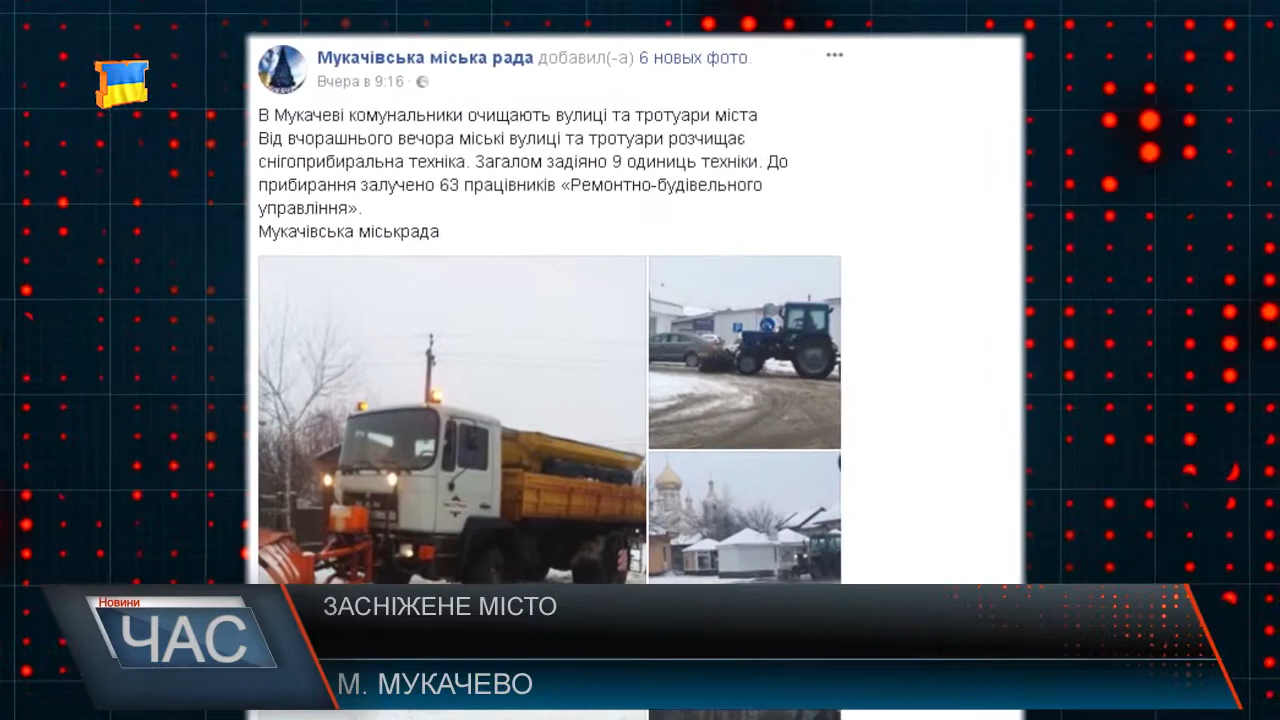 Мукачівська міська рада добавил(-а) 6 новых фото.
Вчера в 9:16 ·
В Мукачеві комунальники очищають вулиці та тротуари міста
Від вчорашнього вечора міські вулиці та тротуари розчищає
снігоприбиральна техніка. Загалом задіяно 9 одиниць техніки. До
прибирання залучено 63 працівників «Ремонтно-будівельного
управління».
Мукачівська міськрада
Новини
ЧАС
ЗАСНІЖЕНЕ МІСТО
М. МУКАЧЕВО